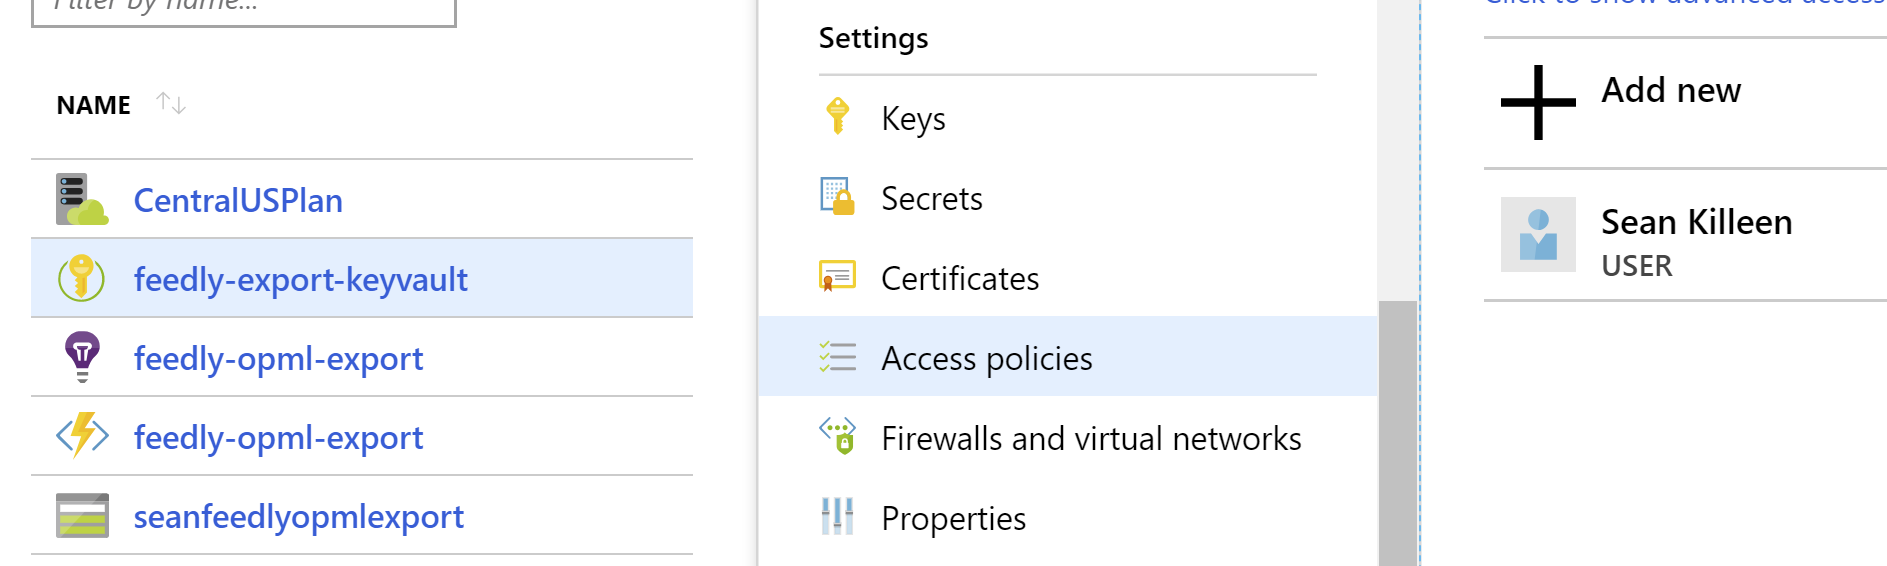 Filter by name...
NAME
CentralUSPlan
feedly-export-keyvault
feedly-opml-export
feedly-opml-export
seanfeedlyopmlexport
Settings
Keys
Secrets
Certificates
Access policies
Firewalls and virtual networks
Properties
Click to show advanced access
Add new
Sean Killeen
USER